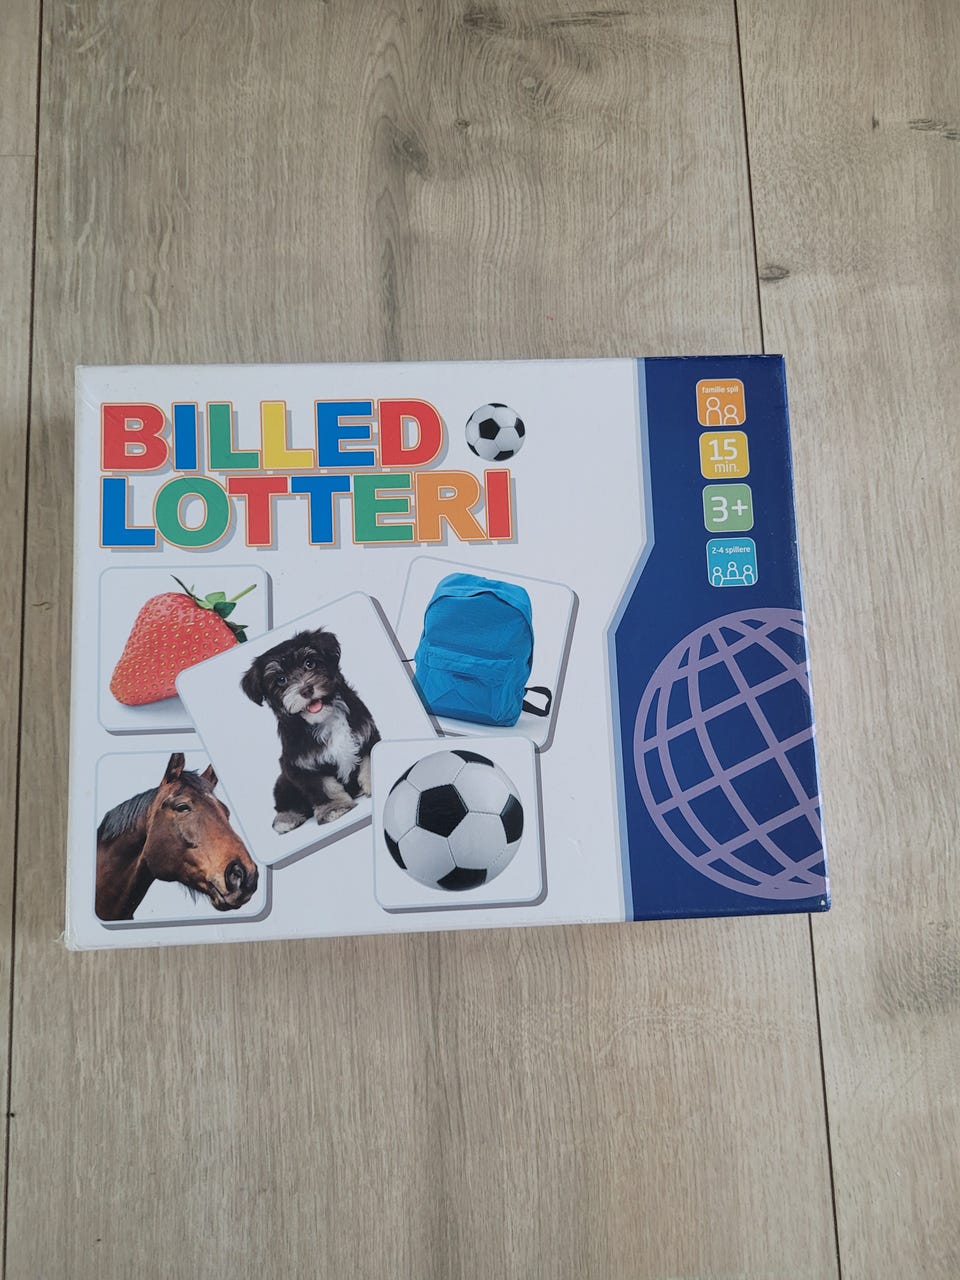 BILLED
LOTTERI
familie spil
15
min.
3+
2-4 spillere